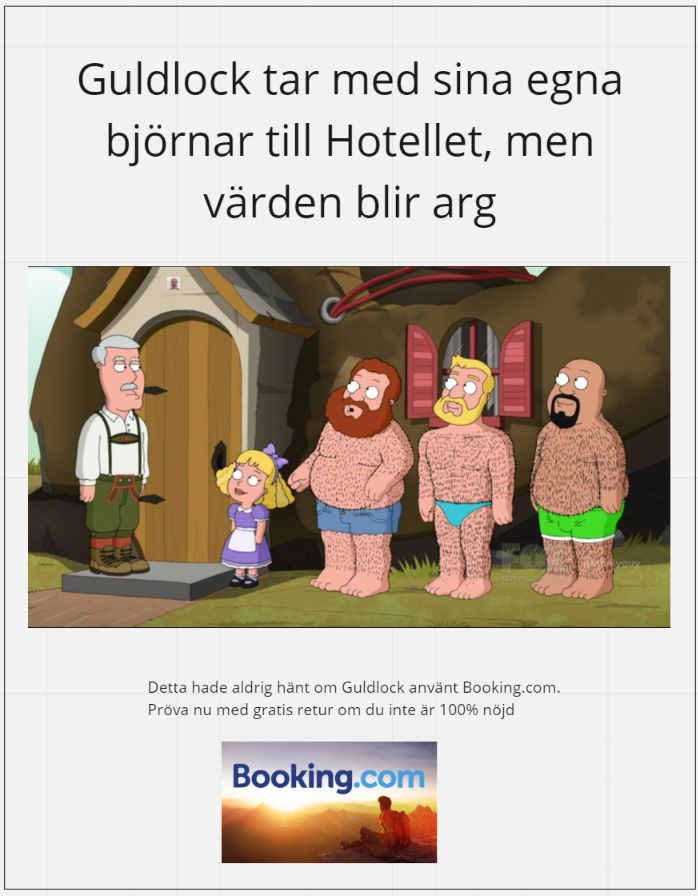 Guldlock tar med sina egna
björnar till Hotellet, men
värden blir arg
Detta hade aldrig hänt om Guldlock använt Booking.com.
Pröva nu med gratis retur om du inte är 100% nöjd
Booking.com